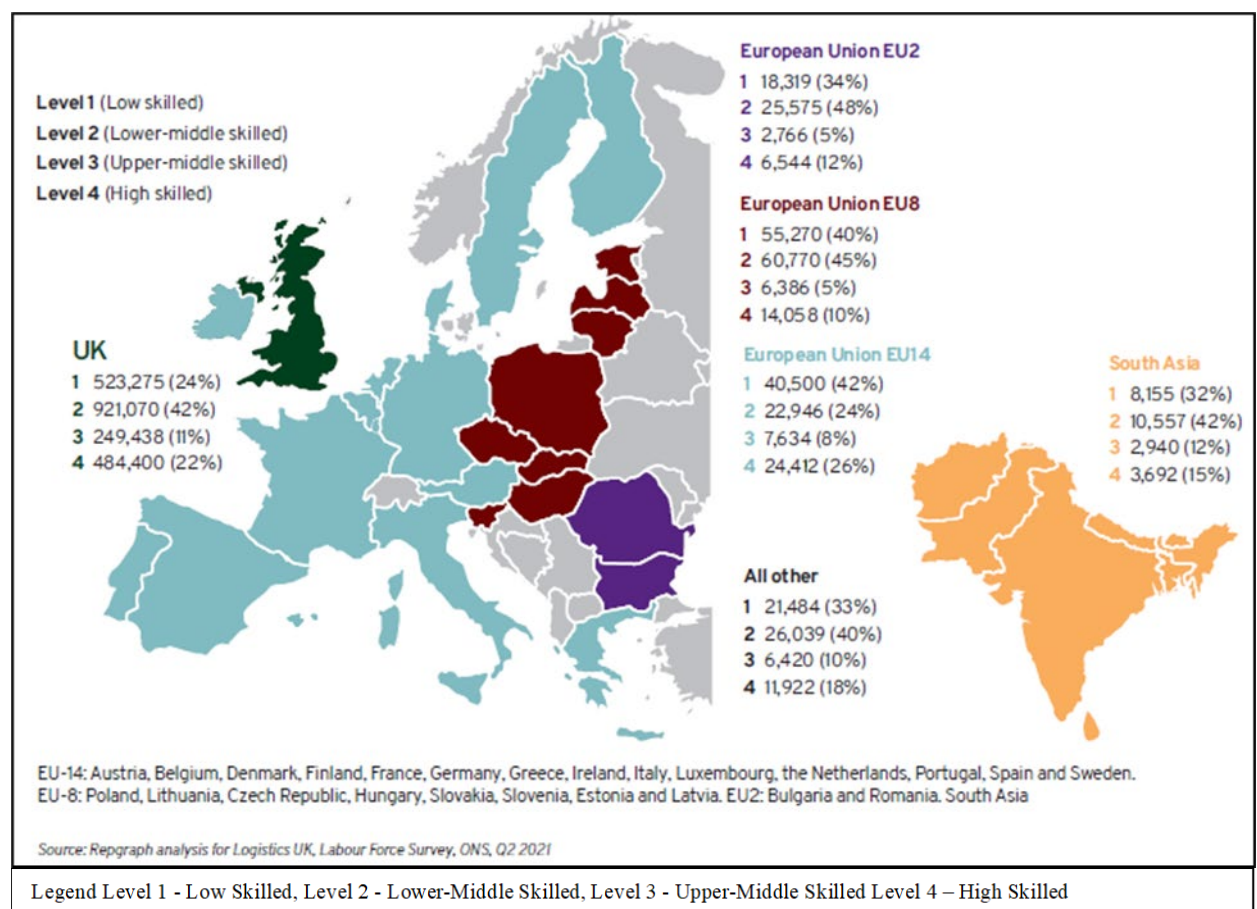 Level 1 (Low skilled)
Level 2 (Lower-middle skilled)
Level 3 (Upper-middle skilled)
Level 4 (High skilled)
UK
1 523,275 (24%)
2 921,070 (42%)
3 249,438 (11%)
4 484,400 (22%)
European Union EU2
1 18,319 (34%)
2 25,575 (48%)
3 2,766 (5%)
4 6,544 (12%)
European Union EU8
1 55,270 (40%)
2 60,770 (45%)
3 6,386 (5%)
4 14,058 (10%)
European Union EU14
1 40,500 (42%)
2 22,946 (24%)
3 7,634 (8%)
4 24,412 (26%)
South Asia
1 8,155 (32%)
2 10,557 (42%)
3 2,940 (12%)
4 3,692 (15%)
All other
1 21,484 (33%)
2 26,039 (40%)
3 6,420 (10%)
4 11,922 (18%)
EU-14: Austria, Belgium, Denmark, Finland, France, Germany, Greece, Ireland, Italy, Luxembourg, the Netherlands, Portugal, Spain and Sweden.
EU-8: Poland, Lithuania, Czech Republic, Hungary, Slovakia, Slovenia, Estonia and Latvia. EU2: Bulgaria and Romania. South Asia
Source: Repgraph analysis for Logistics UK, Labour Force Survey, ONS, Q2 2021
Legend Level 1 - Low Skilled, Level 2 - Lower-Middle Skilled, Level 3 - Upper-Middle Skilled Level 4 – High Skilled